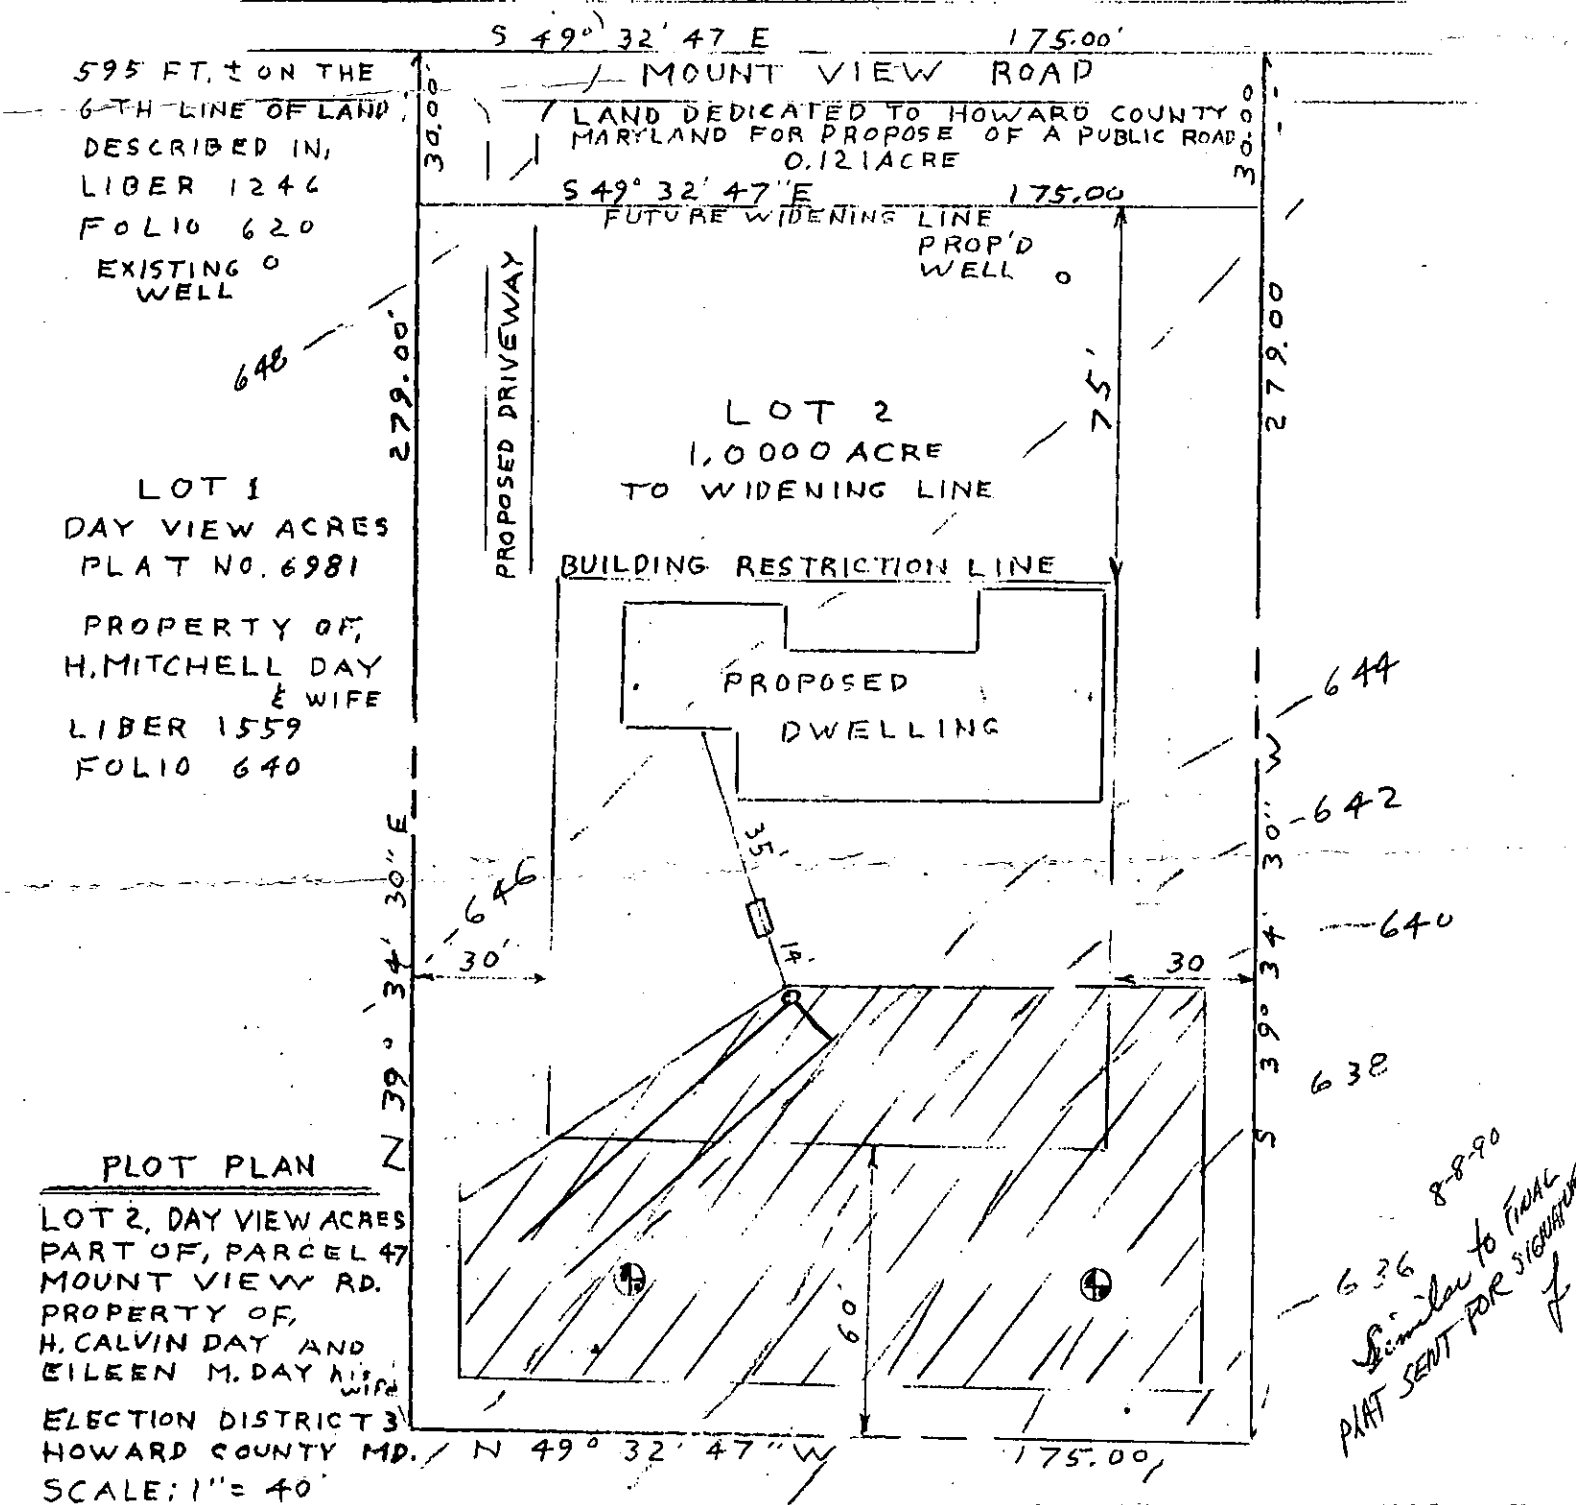 S 49° 32' 47 E 175.00'
MOUNT VIEW ROAD
595 FT. ± ON THE
6 TH LINE OF LAND
DESCRIBED IN,
LIBER 1246
FOLIO 620
EXISTING
WELL
30.00'
LAND DEDICATED TO HOWARD COUNTY
MARYLAND FOR PROPOSE OF A PUBLIC ROAD
0.121 ACRE
30.00
S 49° 32' 47" E 175.00
FUTURE WIDENING LINE
PROP'D
WELL
PROPOSED DRIVEWAY
648
279.00'
75'
279.00
LOT 2
1,0000 ACRE
TO WIDENING LINE
LOT 1
DAY VIEW ACRES
PLAT NO. 6981
PROPERTY OF,
H. MITCHELL DAY
& WIFE
LIBER 1559
FOLIO 640
BUILDING RESTRICTION LINE
PROPOSED
DWELLING
644
642
640
638
636
646
35'
14'
30'
30
N 39° 34' 30" E
S 39° 34' 30" W
60'
PLOT PLAN
LOT 2, DAY VIEW ACRES
PART OF, PARCEL 47
MOUNT VIEW RD.
PROPERTY OF,
H. CALVIN DAY AND
EILEEN M. DAY his
wife
ELECTION DISTRICT 3
HOWARD COUNTY MD.
SCALE; 1" = 40'
N 49° 32' 47" W 175.00
8-8-90
Similar to FINAL
PLAT SENT FOR SIGNATURE